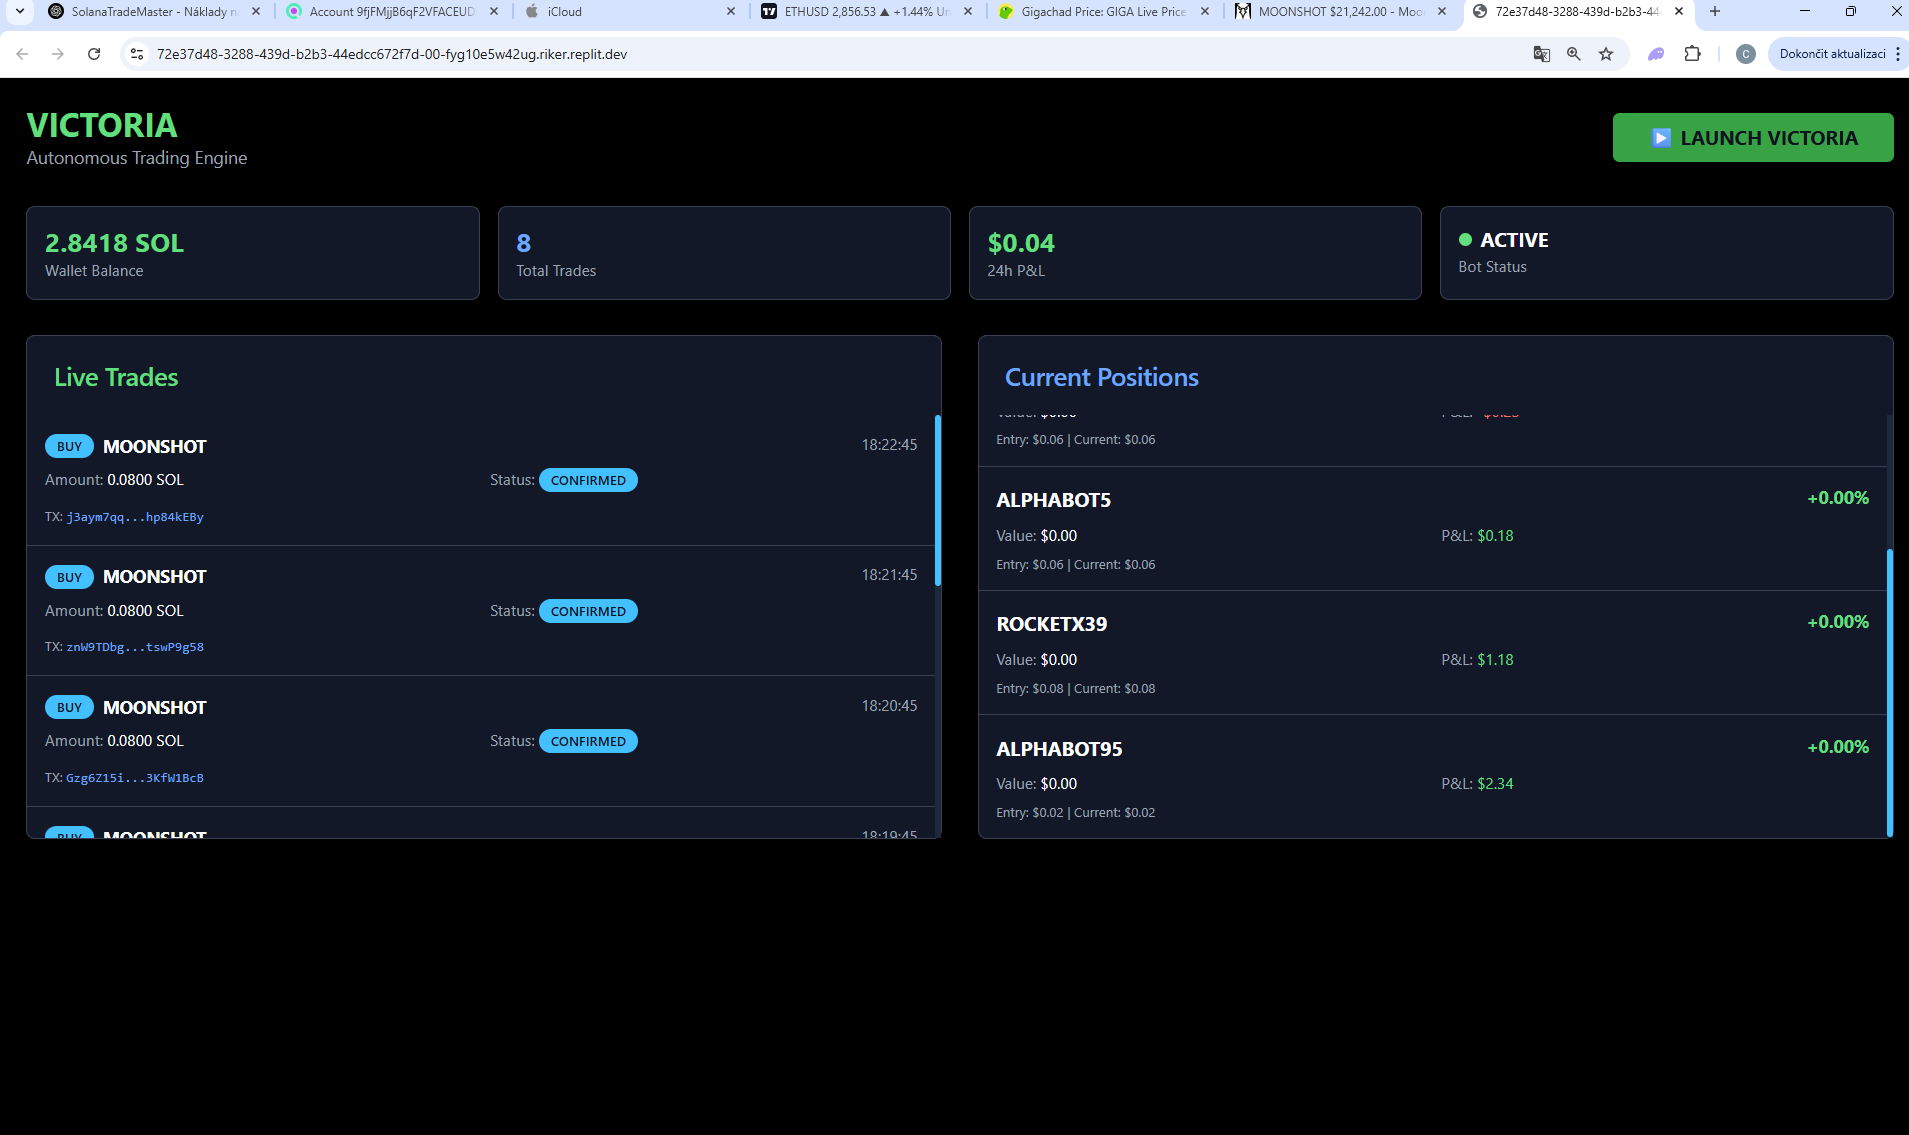 SolanaTradeMaster - Náklady n
Account 9fjFMjjB6qF2VFACEUD
iCloud
ETHUSD 2,856.53 ▲ +1.44% Un
Gigachad Price: GIGA Live Price
MOONSHOT $21,242.00 - Moo
72e37d48-3288-439d-b2b3-44
72e37d48-3288-439d-b2b3-44edcc672f7d-00-fyg10e5w42ug.riker.replit.dev
C
Dokončit aktualizaci
VICTORIA
Autonomous Trading Engine
LAUNCH VICTORIA
2.8418 SOL
Wallet Balance
8
Total Trades
$0.04
24h P&L
ACTIVE
Bot Status
Live Trades
BUY MOONSHOT 18:22:45
Amount: 0.0800 SOL Status: CONFIRMED
TX: j3aym7qq...hp84kEBy
BUY MOONSHOT 18:21:45
Amount: 0.0800 SOL Status: CONFIRMED
TX: znW9TDbg...tswP9g58
BUY MOONSHOT 18:20:45
Amount: 0.0800 SOL Status: CONFIRMED
TX: Gzg6Z15i...3KfW1BcB
BUY MOONSHOT 18:19:45
Current Positions
Entry: $0.06 | Current: $0.06
ALPHABOT5 +0.00%
Value: $0.00 P&L: $0.18
Entry: $0.06 | Current: $0.06
ROCKETX39 +0.00%
Value: $0.00 P&L: $1.18
Entry: $0.08 | Current: $0.08
ALPHABOT95 +0.00%
Value: $0.00 P&L: $2.34
Entry: $0.02 | Current: $0.02